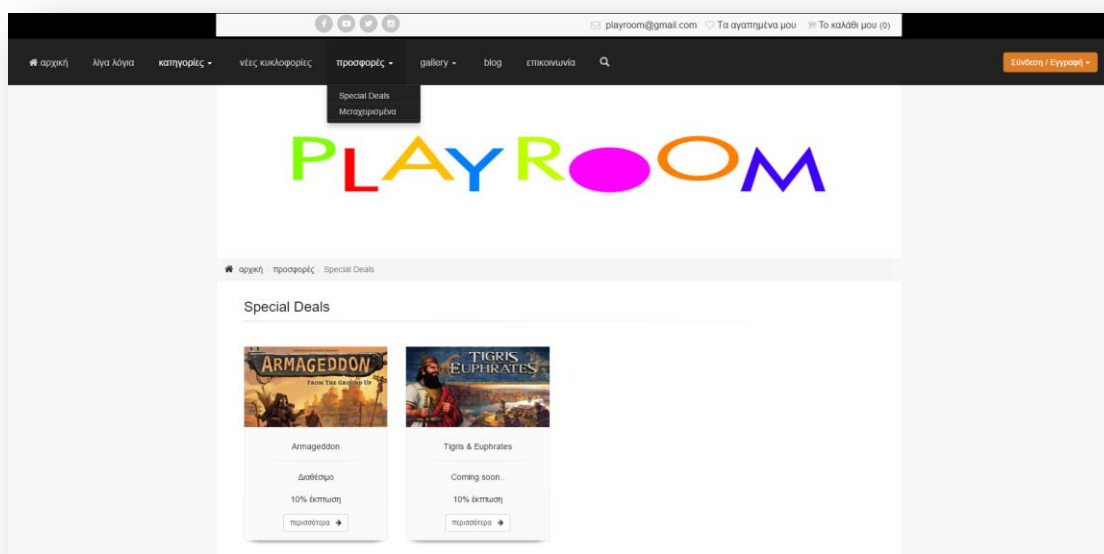 playroom@gmail.com Τα αγαπημένα μου Το καλάθι μου (0)
αρχική λίγα λόγια κατηγορίες νέες κυκλοφορίες προσφορές gallery blog επικοινωνία Σύνδεση / Εγγραφή
Special Deals
Μεταχειρισμένα
PLAYROOM
αρχική / προσφορές / Special Deals
Special Deals
ARMAGEDDON
FROM THE GROUND UP
TIGRIS
EUPHRATES
Armageddon
Διαθέσιμο
10% έκπτωση
περισσότερα
Tigris & Euphrates
Coming soon..
10% έκπτωση
περισσότερα